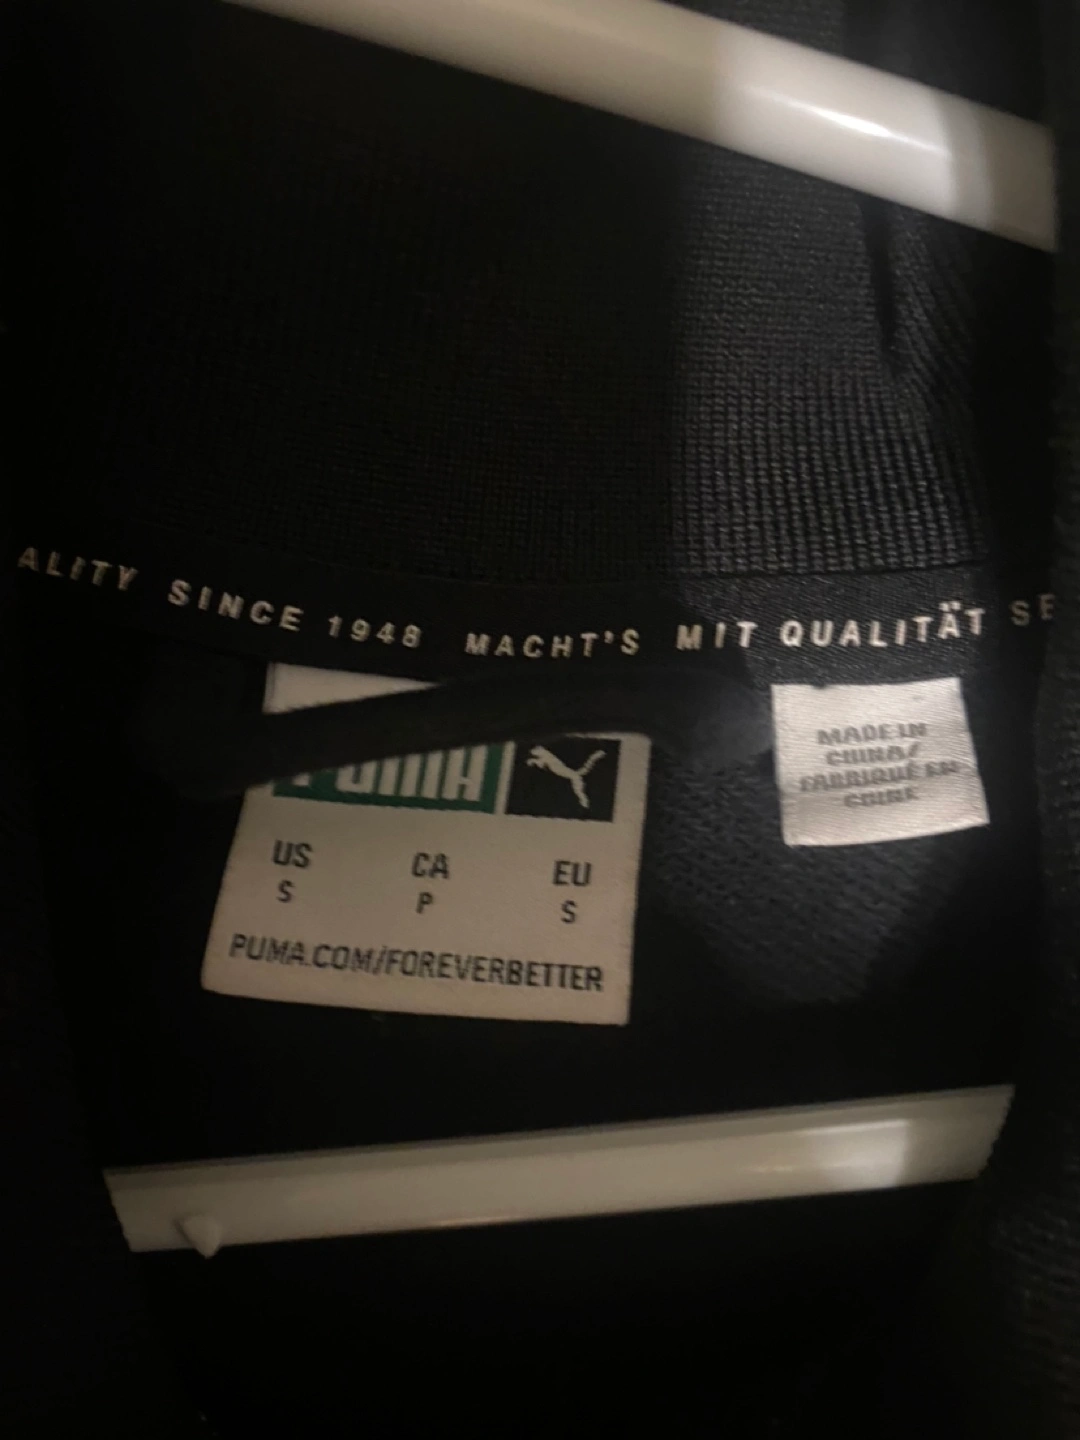 ALITY SINCE 1948 MACHT'S MIT QUALITÄT SE
PUMA
US CA EU
S P S
PUMA.COM/FOREVERBETTER
MADE IN
CHINA/
FABRIQUÉ EN
CHINE